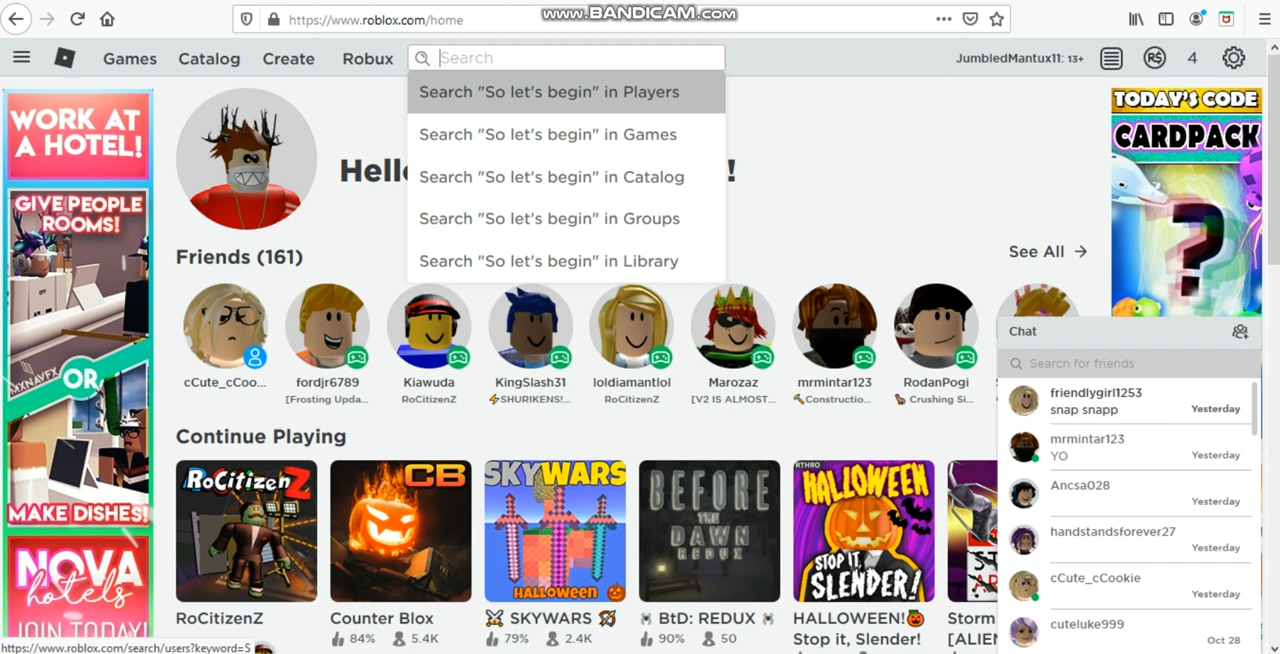 https://www.roblox.com/home
www.BANDICAM.com
Games
Catalog
Create
Robux
Search
JumbledMantux11: 13+
4
Search "So let's begin" in Players
Search "So let's begin" in Games
Search "So let's begin" in Catalog
Search "So let's begin" in Groups
Search "So let's begin" in Library
WORK AT
A HOTEL!
GIVE PEOPLE
ROOMS!
OR
MAKE DISHES!
NOVA
hotels
JOIN TODAY!
Hell
!
TODAY'S CODE
CARDPACK
?
Friends (161)
See All
cCute_cCoo...
fordjr6789
[Frosting Upda...
Kiawuda
RoCitizenZ
KingSlash31
⚡SHURIKENS!...
loldiamantlol
RoCitizenZ
Marozaz
[V2 IS ALMOST...
mrmintar123
🔨Constructio...
RodanPogi
Crushing Si...
Continue Playing
RoCitizenZ
CB
SKYWARS
HALLOWEEN
BEFORE
THE
DAWN
REDUX
RTHRO
HALLOWEEN
STOP IT,
SLENDER!
RoCitizenZ
Counter Blox
84% 5.4K
SKYWARS
79% 2.4K
BtD: REDUX
90% 50
HALLOWEEN!🎃
Stop it, Slender!
Storm
[ALIEN
Chat
Search for friends
friendlygirl1253
snap snapp
Yesterday
mrmintar123
YO
Yesterday
Ancsa028
Yesterday
handstandsforever27
Yesterday
cCute_cCookie
Yesterday
cuteluke999
Oct 28
https://www.roblox.com/search/users?keyword=S